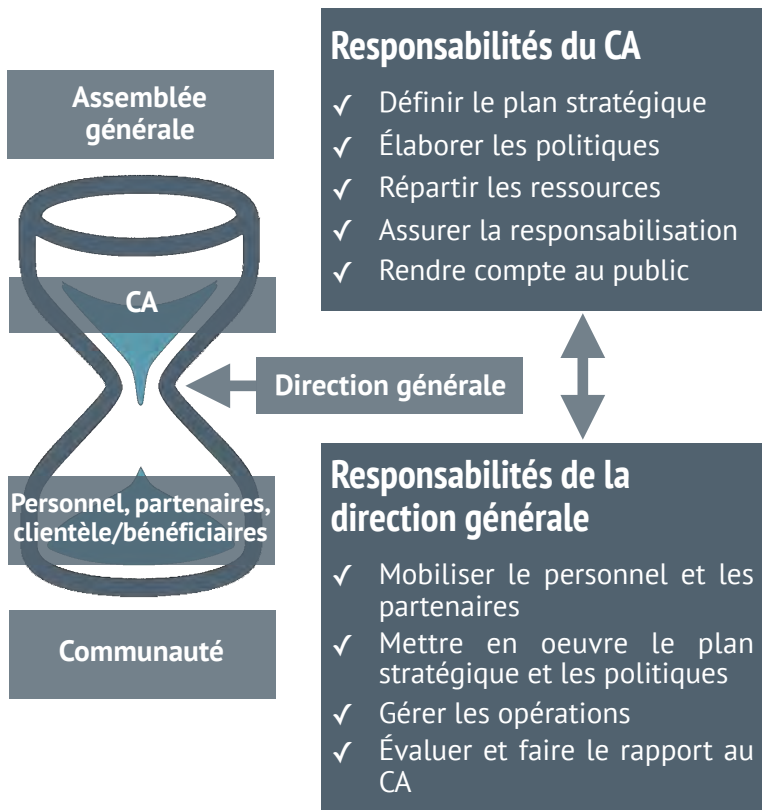 Assemblée
générale
CA
Direction générale
Personnel, partenaires,
clientèle/bénéficiaires
Communauté
Responsabilités du CA
✓ Définir le plan stratégique
✓ Élaborer les politiques
✓ Répartir les ressources
✓ Assurer la responsabilisation
✓ Rendre compte au public
Responsabilités de la
direction générale
✓ Mobiliser le personnel et les
partenaires
✓ Mettre en oeuvre le plan
stratégique et les politiques
✓ Gérer les opérations
✓ Évaluer et faire le rapport au
CA